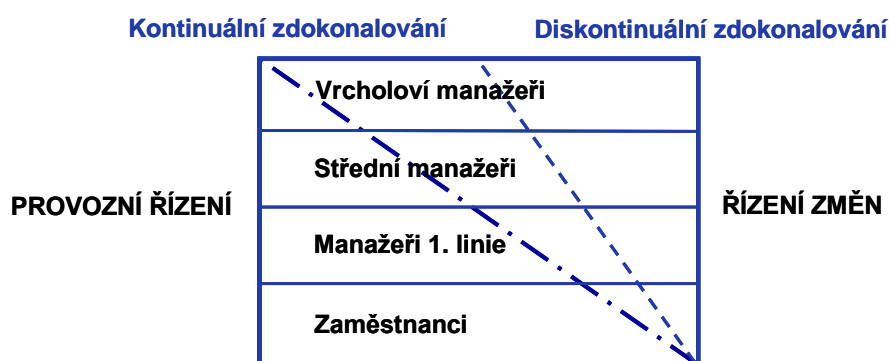 Kontinuální zdokonalování Diskontinuální zdokonalování
Vrcholoví manažeři
Střední manažeři
PROVOZNÍ ŘÍZENÍ ŘÍZENÍ ZMĚN
Manažeři 1. linie
Zaměstnanci